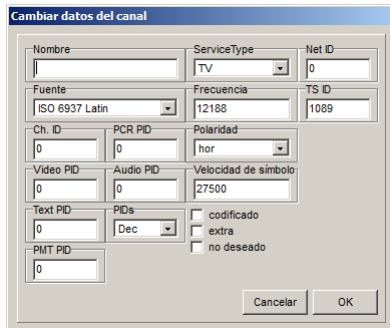 Cambiar datos del canal
Nombre ServiceType Net ID
TV 0
Fuente Frecuencia TS ID
ISO 6937 Latin 12188 1089
Ch. ID PCR PID Polaridad
0 0 hor
Video PID Audio PID Velocidad de símbolo
0 0 27500
Text PID PIDs codificado
0 Dec extra
no deseado
PMT PID
0
Cancelar OK